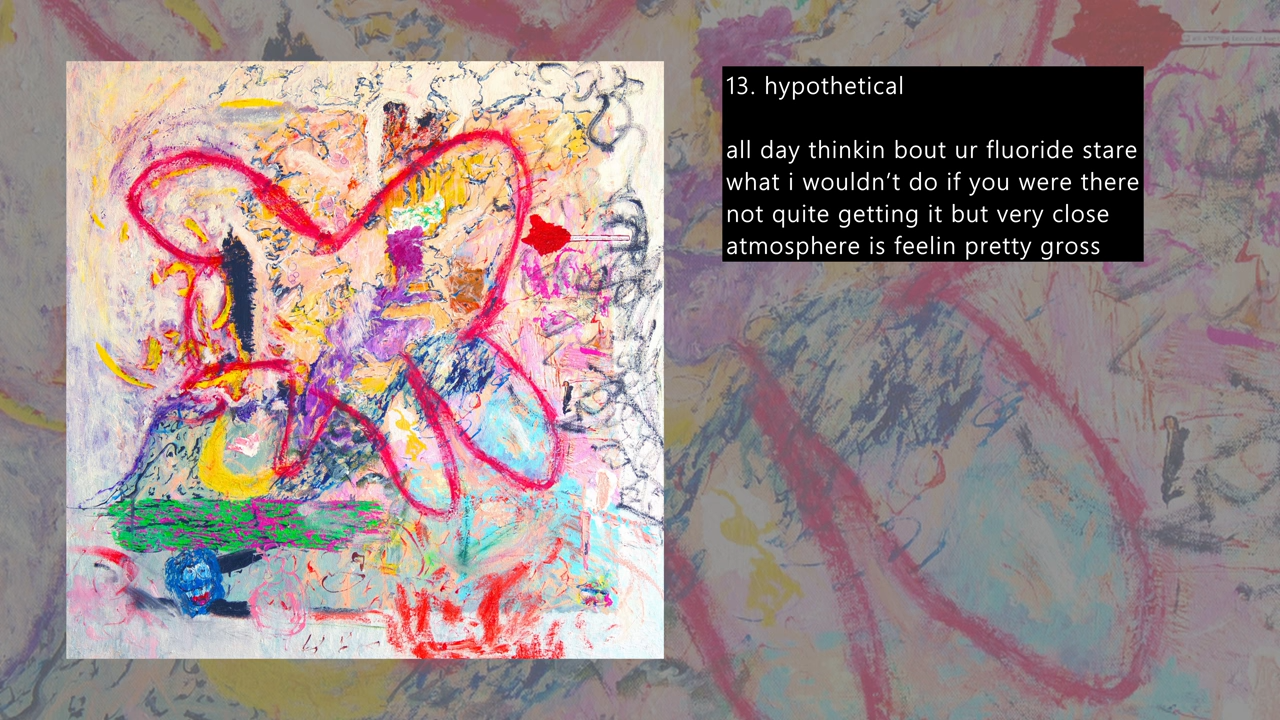 13. hypothetical
all day thinkin bout ur fluoride stare
what i wouldn’t do if you were there
not quite getting it but very close
atmosphere is feelin pretty gross